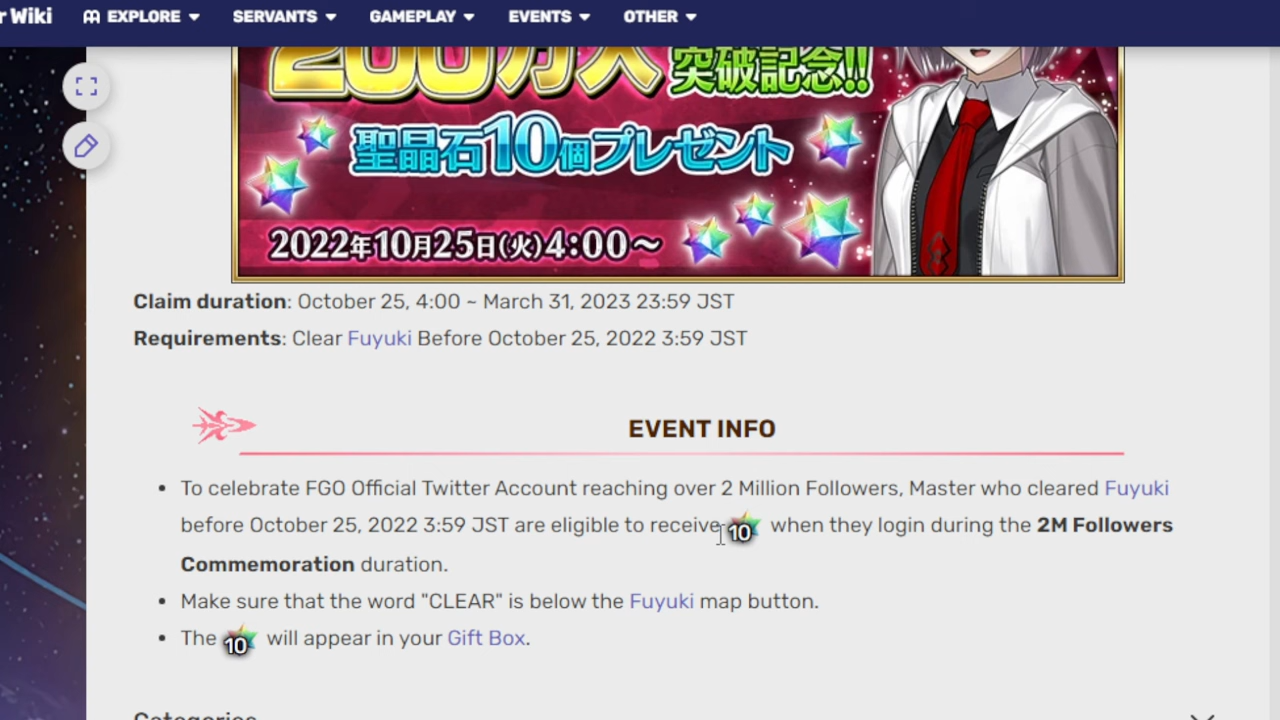 r Wiki EXPLORE SERVANTS GAMEPLAY EVENTS OTHER
200万人 突破記念!!
聖晶石10個プレゼント
2022年10月25日(火)4:00~
Claim duration: October 25, 4:00 ~ March 31, 2023 23:59 JST
Requirements: Clear Fuyuki Before October 25, 2022 3:59 JST
EVENT INFO
• To celebrate FGO Official Twitter Account reaching over 2 Million Followers, Master who cleared Fuyuki
before October 25, 2022 3:59 JST are eligible to receive 10 when they login during the 2M Followers
Commemoration duration.
• Make sure that the word "CLEAR" is below the Fuyuki map button.
• The 10 will appear in your Gift Box.
Categories